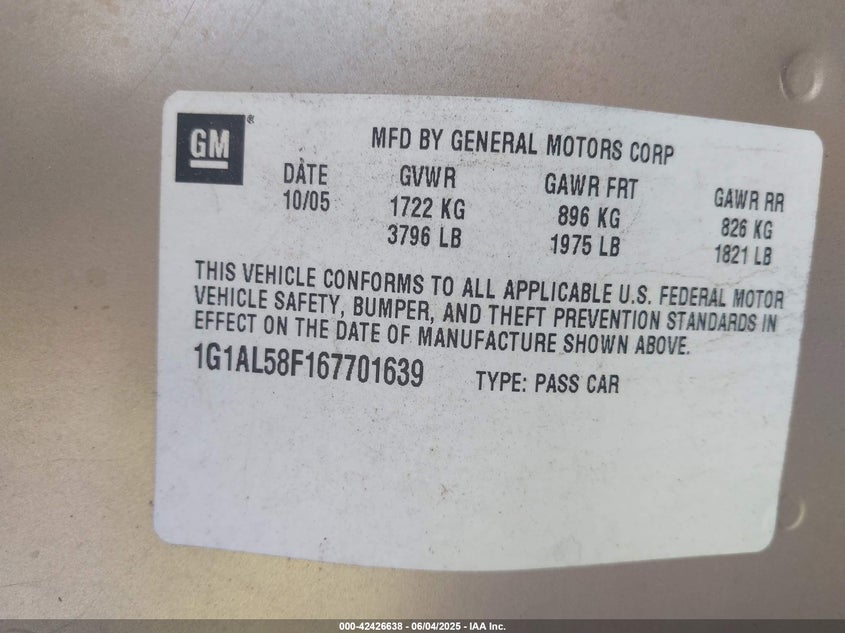 GM®
MFD BY GENERAL MOTORS CORP
DATE GVWR GAWR FRT GAWR RR
10/05 1722 KG 896 KG 826 KG
3796 LB 1975 LB 1821 LB
THIS VEHICLE CONFORMS TO ALL APPLICABLE U.S. FEDERAL MOTOR
VEHICLE SAFETY, BUMPER, AND THEFT PREVENTION STANDARDS IN
EFFECT ON THE DATE OF MANUFACTURE SHOWN ABOVE.
1G1AL58F167701639 TYPE: PASS CAR
000-42426638 - 06/04/2025 - IAA Inc.